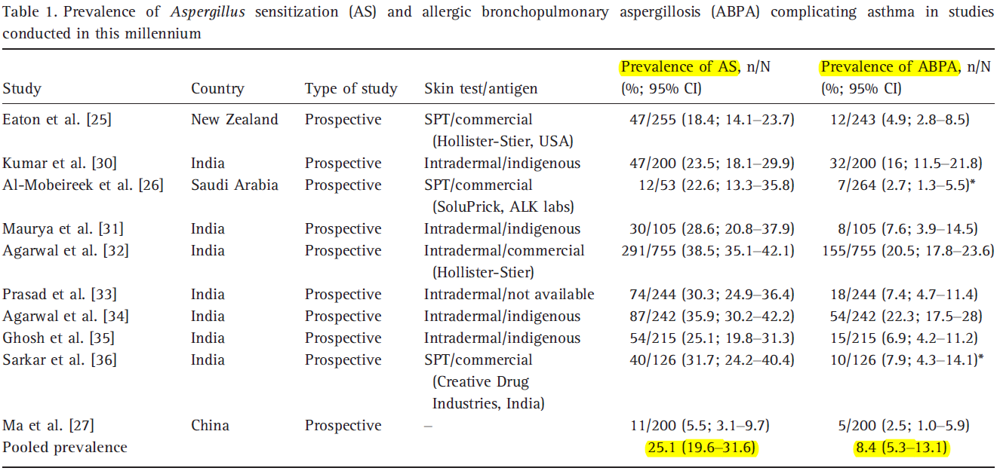 Table 1. Prevalence of Aspergillus sensitization (AS) and allergic bronchopulmonary aspergillosis (ABPA) complicating asthma in studies
conducted in this millennium
Study Country Type of study Skin test/antigen Prevalence of AS, n/N (%; 95% CI) Prevalence of ABPA, n/N (%; 95% CI)
Eaton et al. [25] New Zealand Prospective SPT/commercial 47/255 (18.4; 14.1–23.7) 12/243 (4.9; 2.8–8.5)
(Hollister-Stier, USA)
Kumar et al. [30] India Prospective Intradermal/indigenous 47/200 (23.5; 18.1–29.9) 32/200 (16; 11.5–21.8)
Al-Mobeireek et al. [26] Saudi Arabia Prospective SPT/commercial 12/53 (22.6; 13.3–35.8) 7/264 (2.7; 1.3–5.5)*
(SoluPrick, ALK labs)
Maurya et al. [31] India Prospective Intradermal/indigenous 30/105 (28.6; 20.8–37.9) 8/105 (7.6; 3.9–14.5)
Agarwal et al. [32] India Prospective Intradermal/commercial 291/755 (38.5; 35.1–42.1) 155/755 (20.5; 17.8–23.6)
(Hollister-Stier)
Prasad et al. [33] India Prospective Intradermal/not available 74/244 (30.3; 24.9–36.4) 18/244 (7.4; 4.7–11.4)
Agarwal et al. [34] India Prospective Intradermal/indigenous 87/242 (35.9; 30.2–42.2) 54/242 (22.3; 17.5–28)
Ghosh et al. [35] India Prospective Intradermal/indigenous 54/215 (25.1; 19.8–31.3) 15/215 (6.9; 4.2–11.2)
Sarkar et al. [36] India Prospective SPT/commercial 40/126 (31.7; 24.2–40.4) 10/126 (7.9; 4.3–14.1)*
(Creative Drug
Industries, India)
Ma et al. [27] China Prospective – 11/200 (5.5; 3.1–9.7) 5/200 (2.5; 1.0–5.9)
Pooled prevalence 25.1 (19.6–31.6) 8.4 (5.3–13.1)